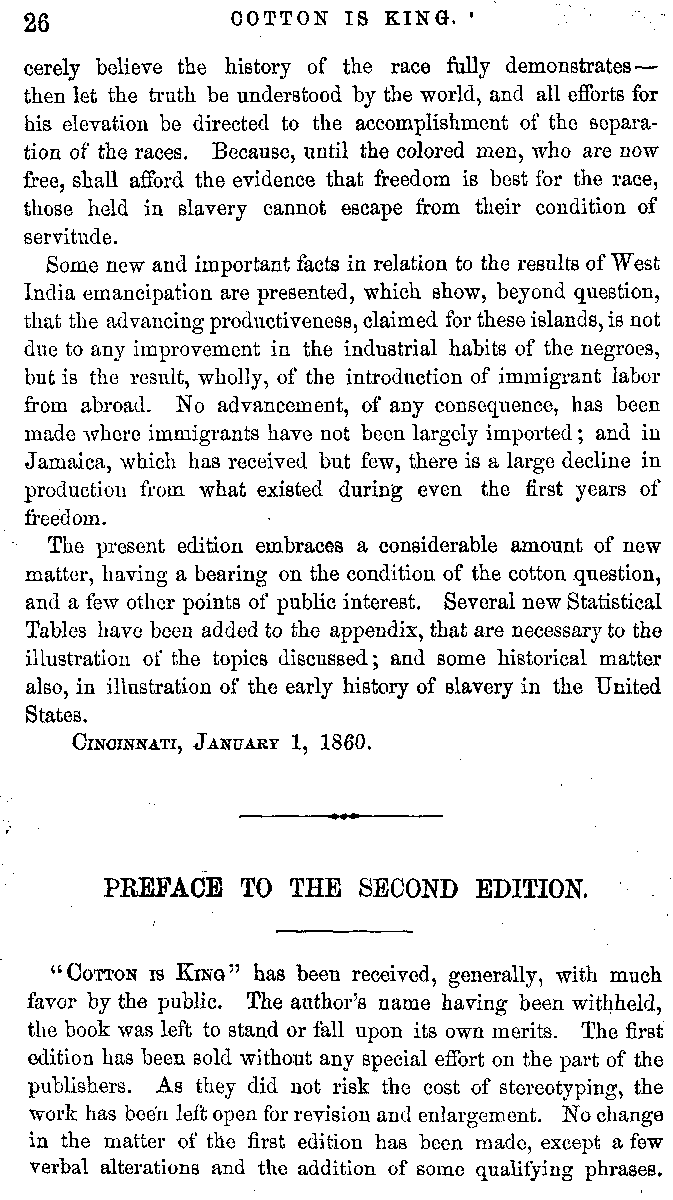 26 COTTON IS KING.
cerely believe the history of the race fully demonstrates—
then let the truth be understood by the world, and all efforts for
his elevation be directed to the accomplishment of the separa-
tion of the races. Because, until the colored men, who are now
free, shall afford the evidence that freedom is best for the race,
those held in slavery cannot escape from their condition of
servitude.
Some new and important facts in relation to the results of West
India emancipation are presented, which show, beyond question,
that the advancing productiveness, claimed for these islands, is not
due to any improvement in the industrial habits of the negroes,
but is the result, wholly, of the introduction of immigrant labor
from abroad. No advancement, of any consequence, has been
made where immigrants have not been largely imported; and in
Jamaica, which has received but few, there is a large decline in
production from what existed during even the first years of
freedom.
The present edition embraces a considerable amount of new
matter, having a bearing on the condition of the cotton question,
and a few other points of public interest. Several new Statistical
Tables have been added to the appendix, that are necessary to the
illustration of the topics discussed; and some historical matter
also, in illustration of the early history of slavery in the United
States.
CINCINNATI, JANUARY 1, 1860.
PREFACE TO THE SECOND EDITION.
"COTTON IS KING" has been received, generally, with much
favor by the public. The author's name having been withheld,
the book was left to stand or fall upon its own merits. The first
edition has been sold without any special effort on the part of the
publishers. As they did not risk the cost of stereotyping, the
work has been left open for revision and enlargement. No change
in the matter of the first edition has been made, except a few
verbal alterations and the addition of some qualifying phrases.